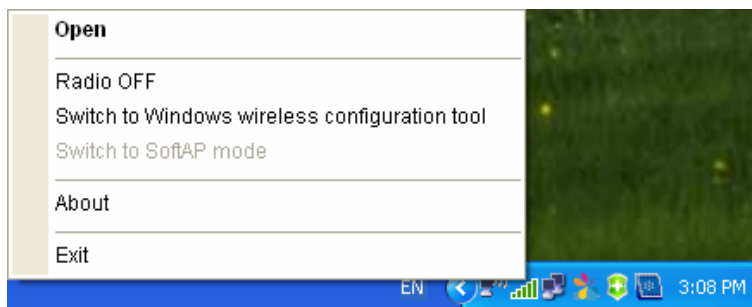 Open
Radio OFF
Switch to Windows wireless configuration tool
Switch to SoftAP mode
About
Exit
EN 3:08 PM